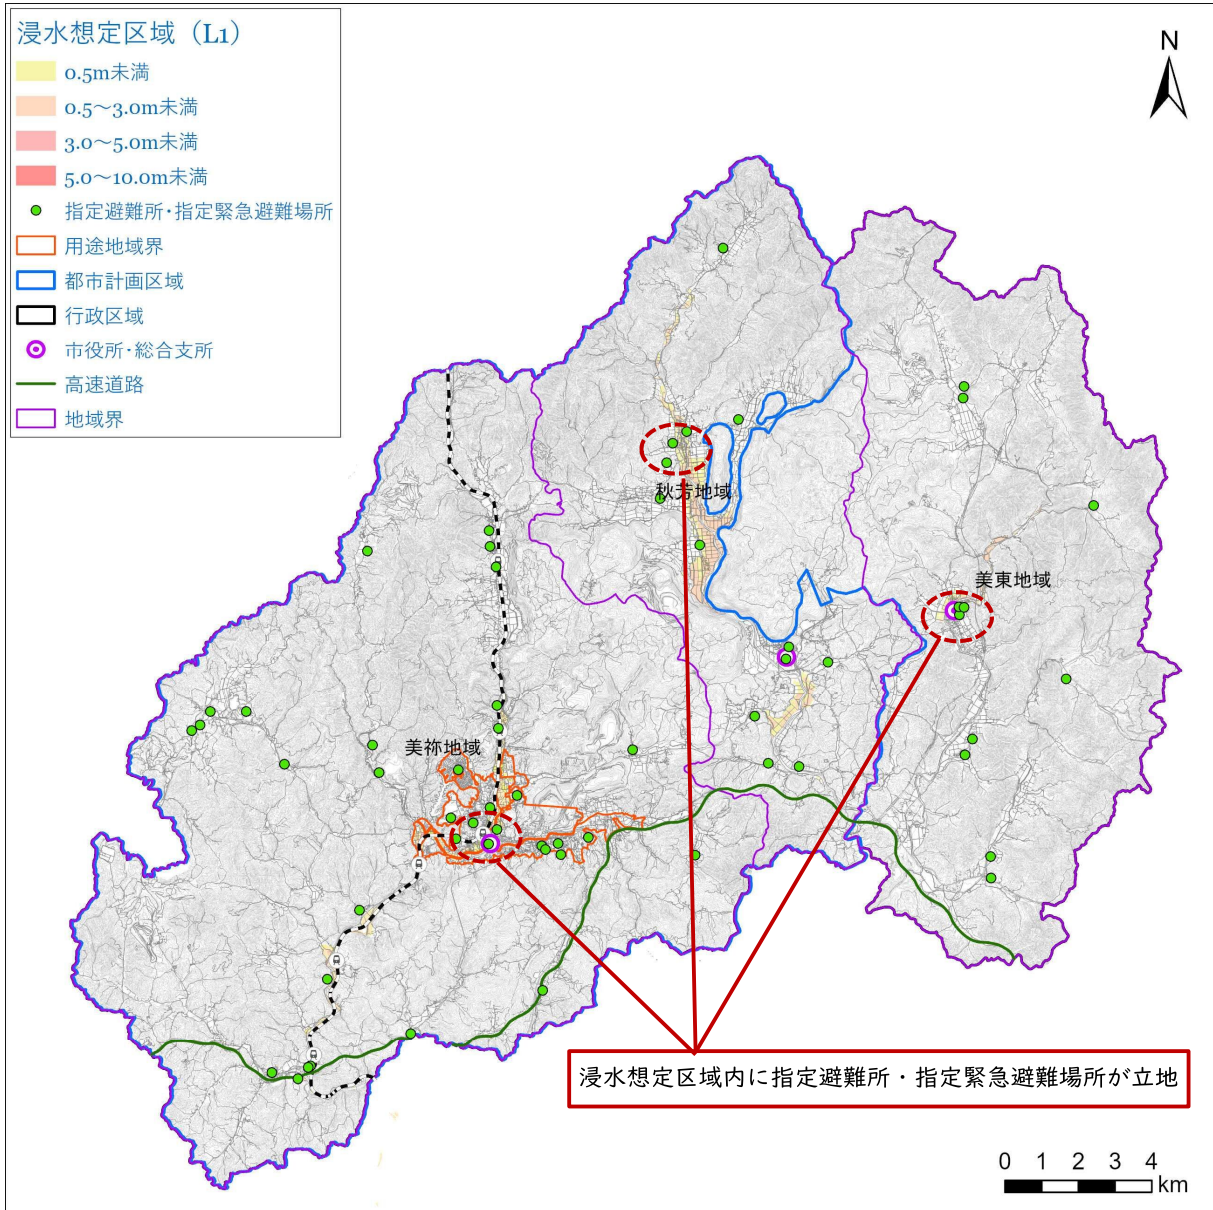 浸水想定区域（L1）
0.5m未満
0.5～3.0m未満
3.0～5.0m未満
5.0～10.0m未満
指定避難所・指定緊急避難場所
用途地域界
都市計画区域
行政区域
市役所・総合支所
高速道路
地域界
N
秋芳地域
美東地域
美祢地域
浸水想定区域内に指定避難所・指定緊急避難場所が立地
0 1 2 3 4
km